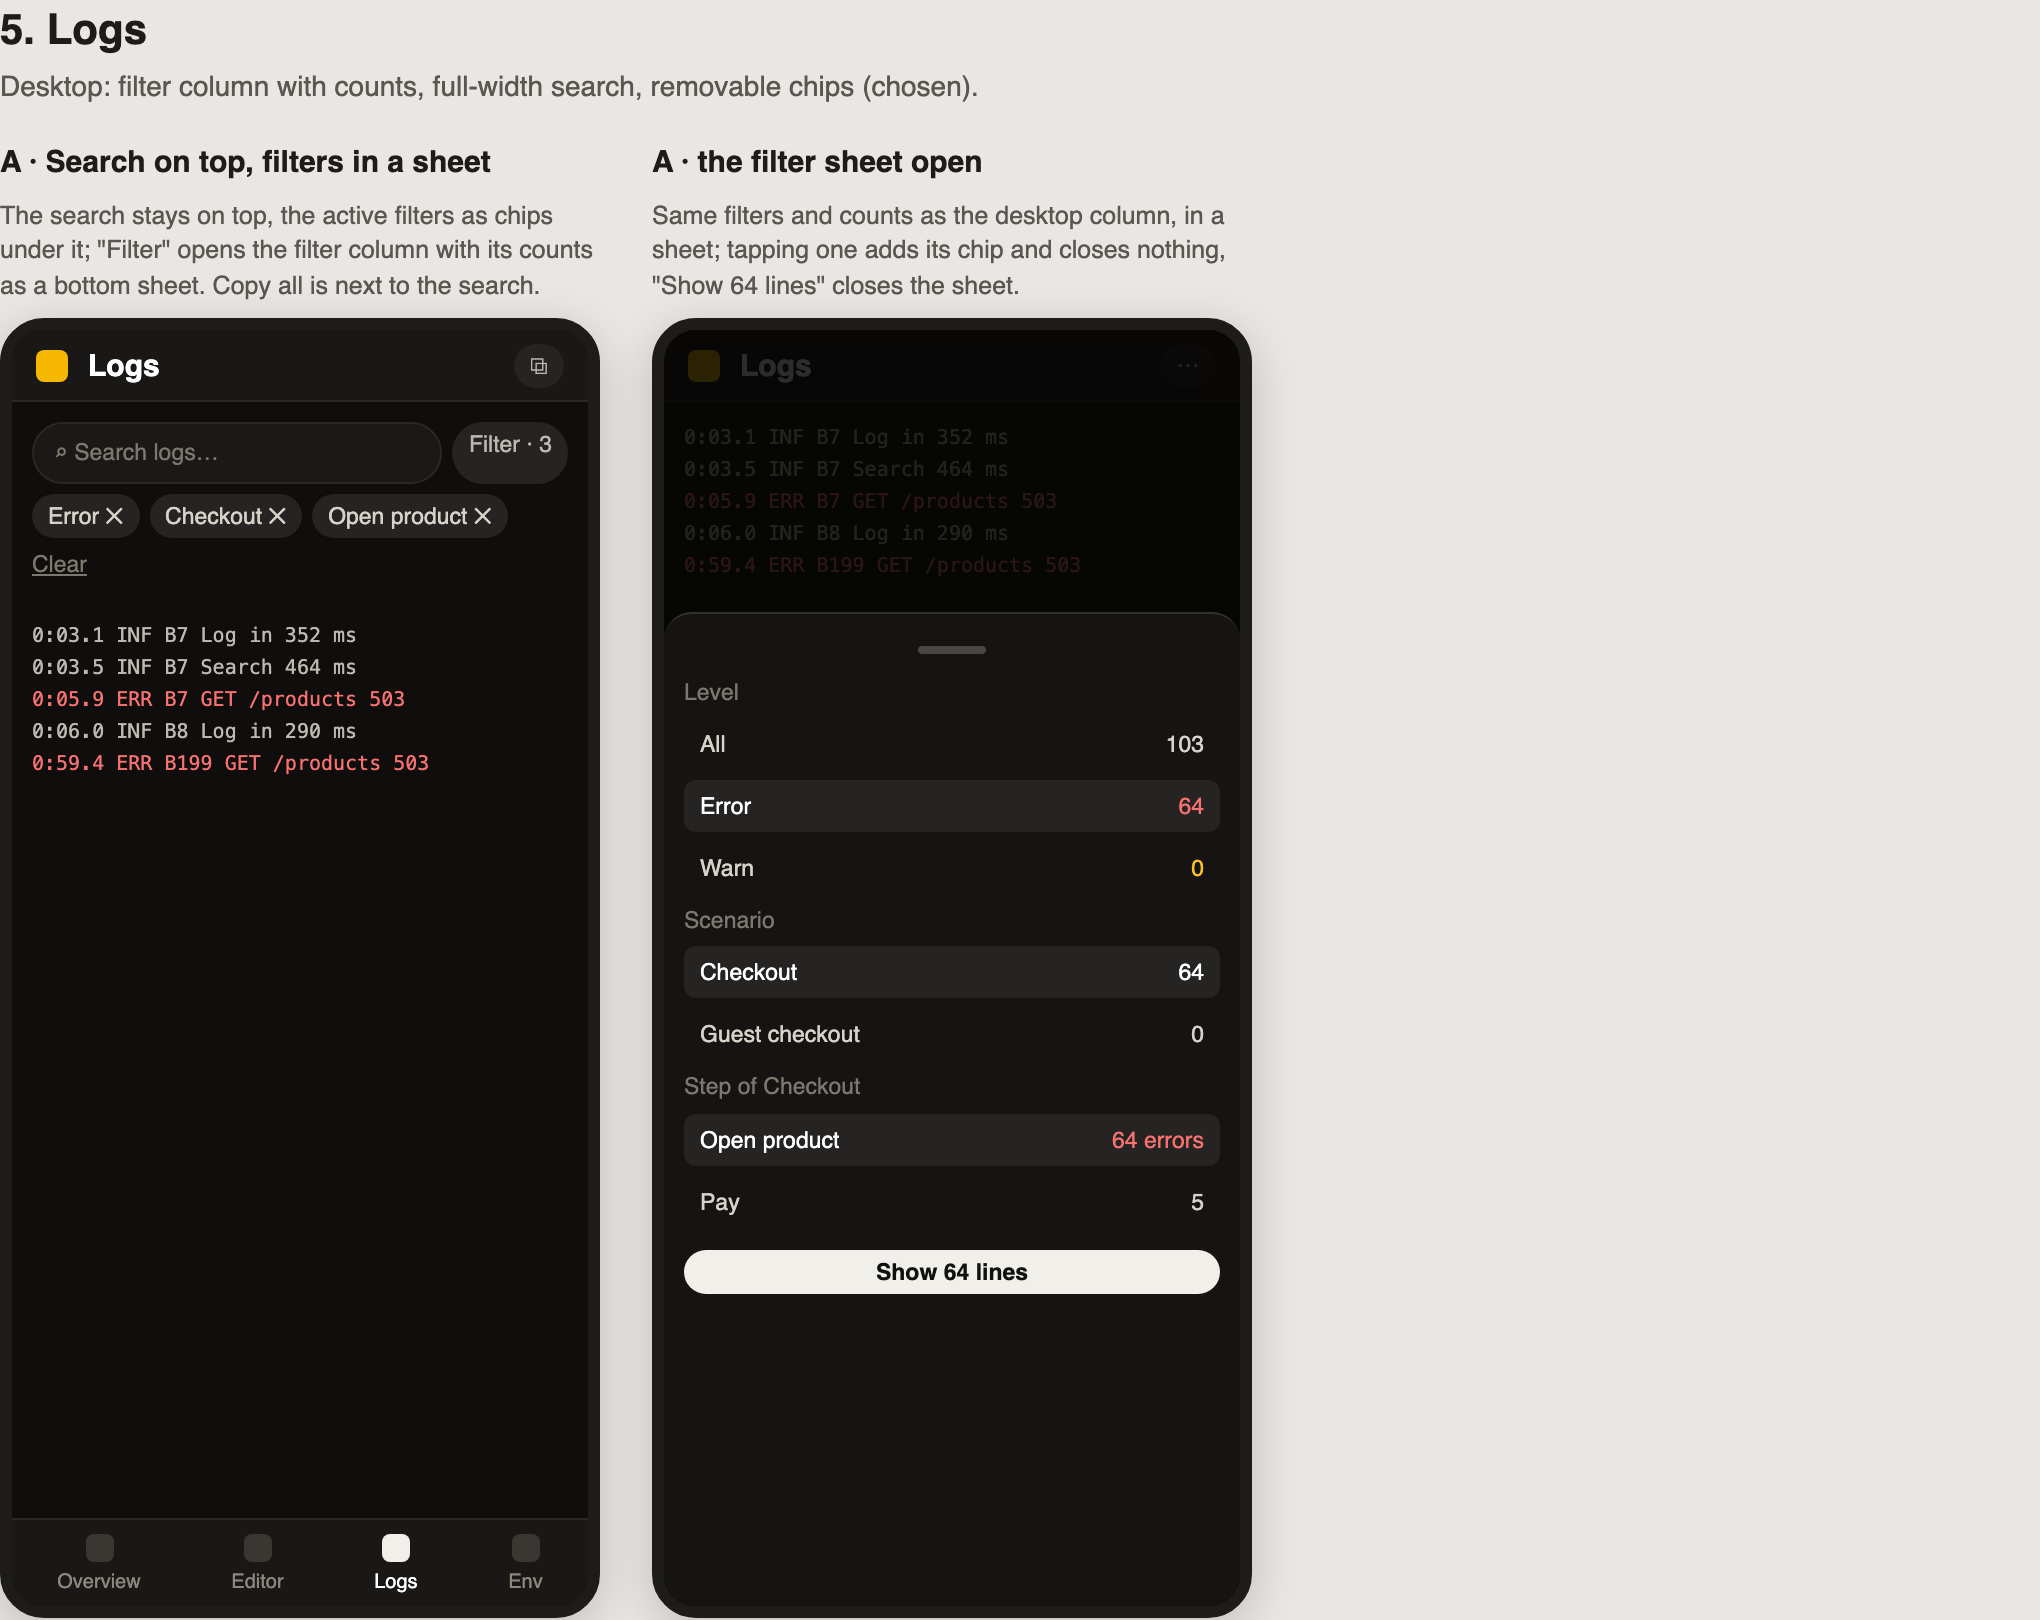 5. Logs
Desktop: filter column with counts, full-width search, removable chips (chosen).
A · Search on top, filters in a sheet
The search stays on top, the active filters as chips
under it; "Filter" opens the filter column with its counts
as a bottom sheet. Copy all is next to the search.
Logs
Search logs…
Filter · 3
Error ✕
Checkout ✕
Open product ✕
Clear
0:03.1 INF B7 Log in 352 ms
0:03.5 INF B7 Search 464 ms
0:05.9 ERR B7 GET /products 503
0:06.0 INF B8 Log in 290 ms
0:59.4 ERR B199 GET /products 503
Overview
Editor
Logs
Env
A · the filter sheet open
Same filters and counts as the desktop column, in a
sheet; tapping one adds its chip and closes nothing,
"Show 64 lines" closes the sheet.
Logs
···
0:03.1 INF B7 Log in 352 ms
0:03.5 INF B7 Search 464 ms
0:05.9 ERR B7 GET /products 503
0:06.0 INF B8 Log in 290 ms
0:59.4 ERR B199 GET /products 503
Level
All 103
Error 64
Warn 0
Scenario
Checkout 64
Guest checkout 0
Step of Checkout
Open product 64 errors
Pay 5
Show 64 lines